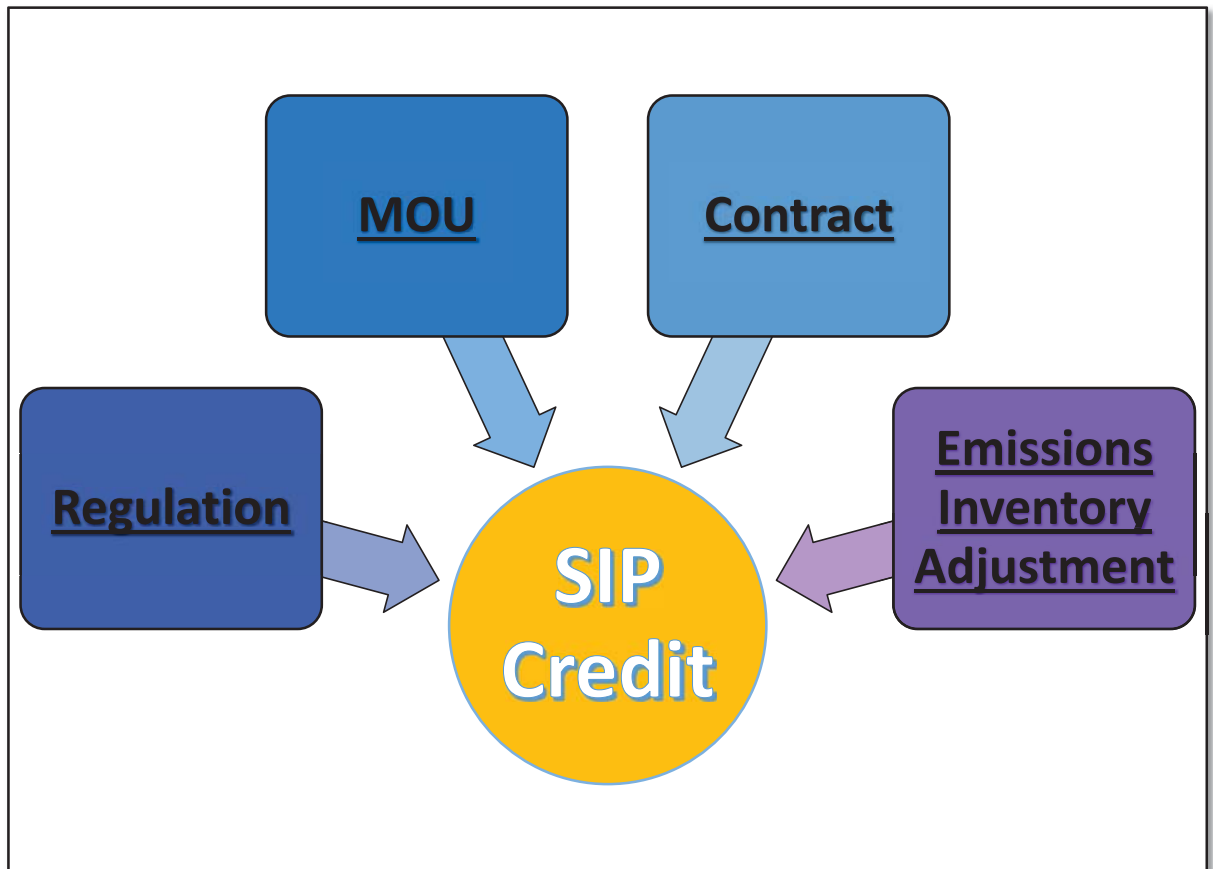 MOU
Contract
Regulation
Emissions
Inventory
Adjustment
SIP
Credit